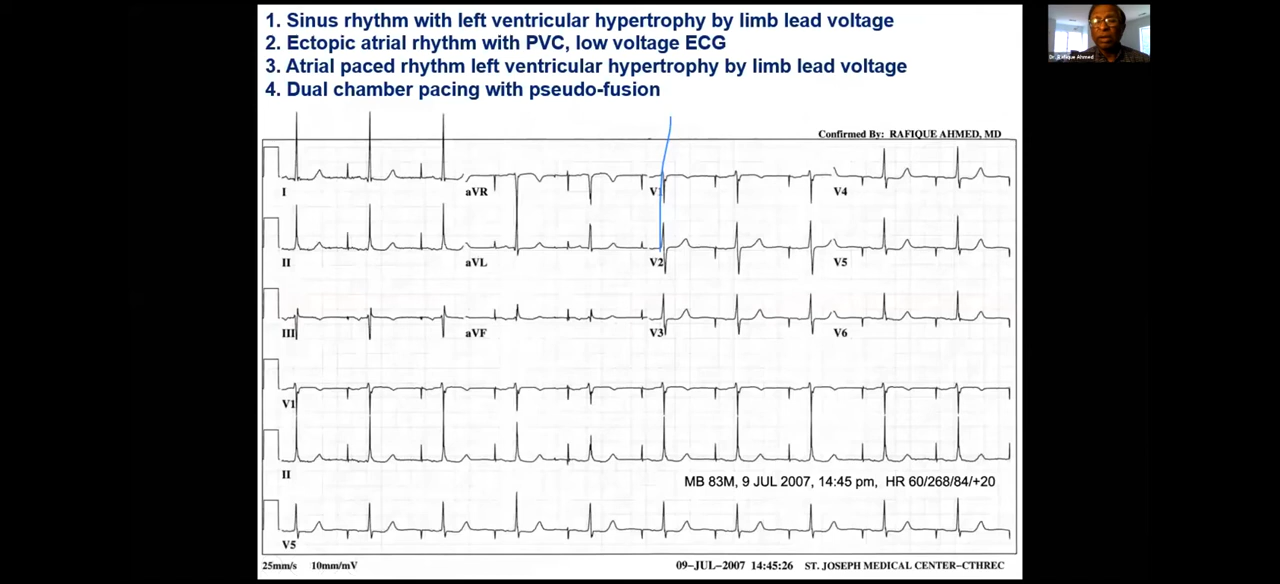 1. Sinus rhythm with left ventricular hypertrophy by limb lead voltage
2. Ectopic atrial rhythm with PVC, low voltage ECG
3. Atrial paced rhythm left ventricular hypertrophy by limb lead voltage
4. Dual chamber pacing with pseudo-fusion
Dr. Rafique Ahmed
Confirmed By: RAFIQUE AHMED, MD
I aVR V1 V4
II aVL V2 V5
III aVF V3 V6
V1
II
MB 83M, 9 JUL 2007, 14:45 pm, HR 60/268/84/+20
V5
25mm/s 10mm/mV 09-JUL-2007 14:45:26 ST. JOSEPH MEDICAL CENTER-CTHREC